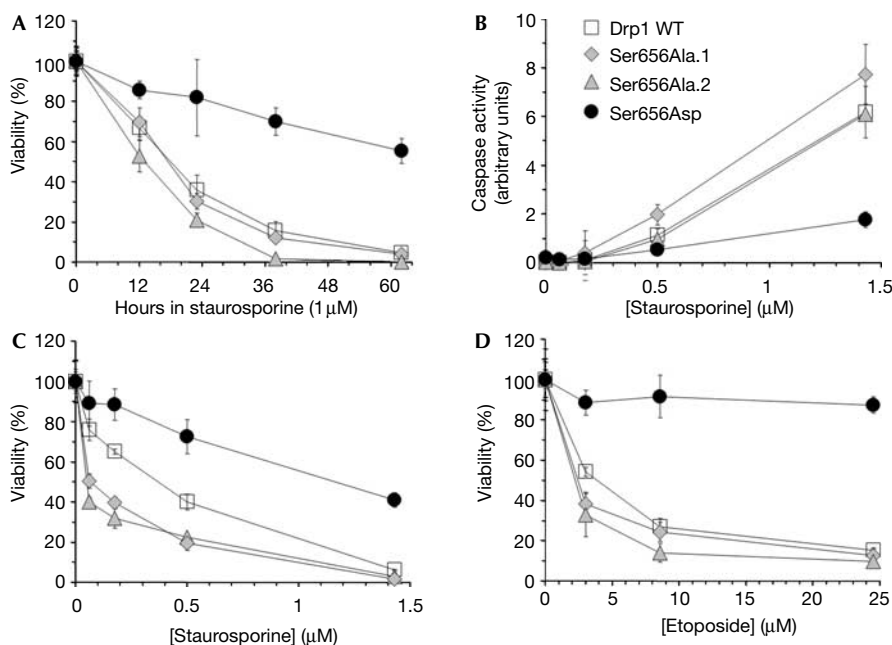 A
120
100
80
60
40
20
0
Viability (%)
0 12 24 36 48 60
Hours in staurosporine (1 µM)
B
10
8
6
4
2
0
Caspase activity
(arbitrary units)
Drp1 WT
Ser656Ala.1
Ser656Ala.2
Ser656Asp
0 0.5 1 1.5
[Staurosporine] (µM)
C
120
100
80
60
40
20
0
Viability (%)
0 0.5 1 1.5
[Staurosporine] (µM)
D
120
100
80
60
40
20
0
Viability (%)
0 5 10 15 20 25
[Etoposide] (µM)